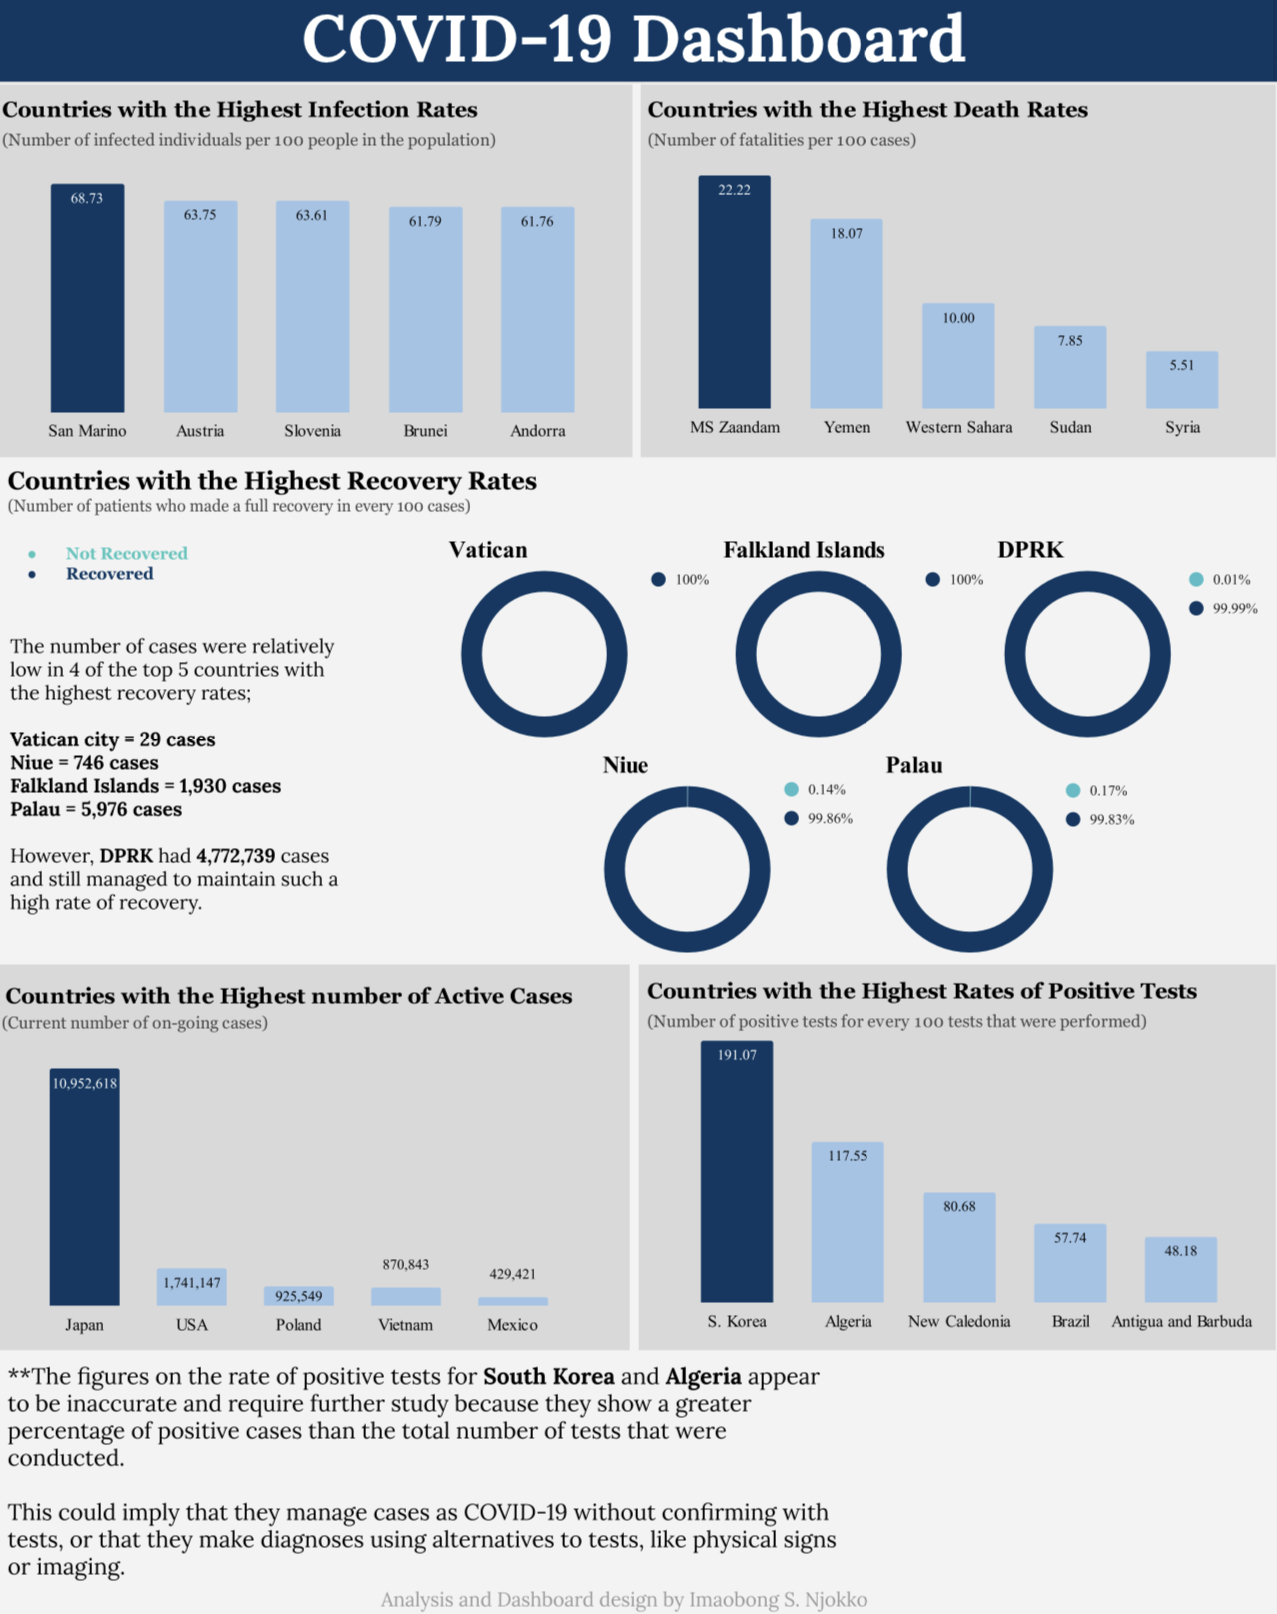 COVID-19 Dashboard
Countries with the Highest Infection Rates
(Number of infected individuals per 100 people in the population)
68.73
63.75
63.61
61.79
61.76
San Marino
Austria
Slovenia
Brunei
Andorra
Countries with the Highest Death Rates
(Number of fatalities per 100 cases)
22.22
18.07
10.00
7.85
5.51
MS Zaandam
Yemen
Western Sahara
Sudan
Syria
Countries with the Highest Recovery Rates
(Number of patients who made a full recovery in every 100 cases)
• Not Recovered
• Recovered
The number of cases were relatively
low in 4 of the top 5 countries with
the highest recovery rates;
Vatican city = 29 cases
Niue = 746 cases
Falkland Islands = 1,930 cases
Palau = 5,976 cases
However, DPRK had 4,772,739 cases
and still managed to maintain such a
high rate of recovery.
Vatican
100%
Falkland Islands
100%
DPRK
0.01%
99.99%
Niue
0.14%
99.86%
Palau
0.17%
99.83%
Countries with the Highest number of Active Cases
(Current number of on-going cases)
10,952,618
1,741,147
925,549
870,843
429,421
Japan
USA
Poland
Vietnam
Mexico
Countries with the Highest Rates of Positive Tests
(Number of positive tests for every 100 tests that were performed)
191.07
117.55
80.68
57.74
48.18
S. Korea
Algeria
New Caledonia
Brazil
Antigua and Barbuda
**The figures on the rate of positive tests for South Korea and Algeria appear
to be inaccurate and require further study because they show a greater
percentage of positive cases than the total number of tests that were
conducted.
This could imply that they manage cases as COVID-19 without confirming with
tests, or that they make diagnoses using alternatives to tests, like physical signs
or imaging.
Analysis and Dashboard design by Imaobong S. Njokko